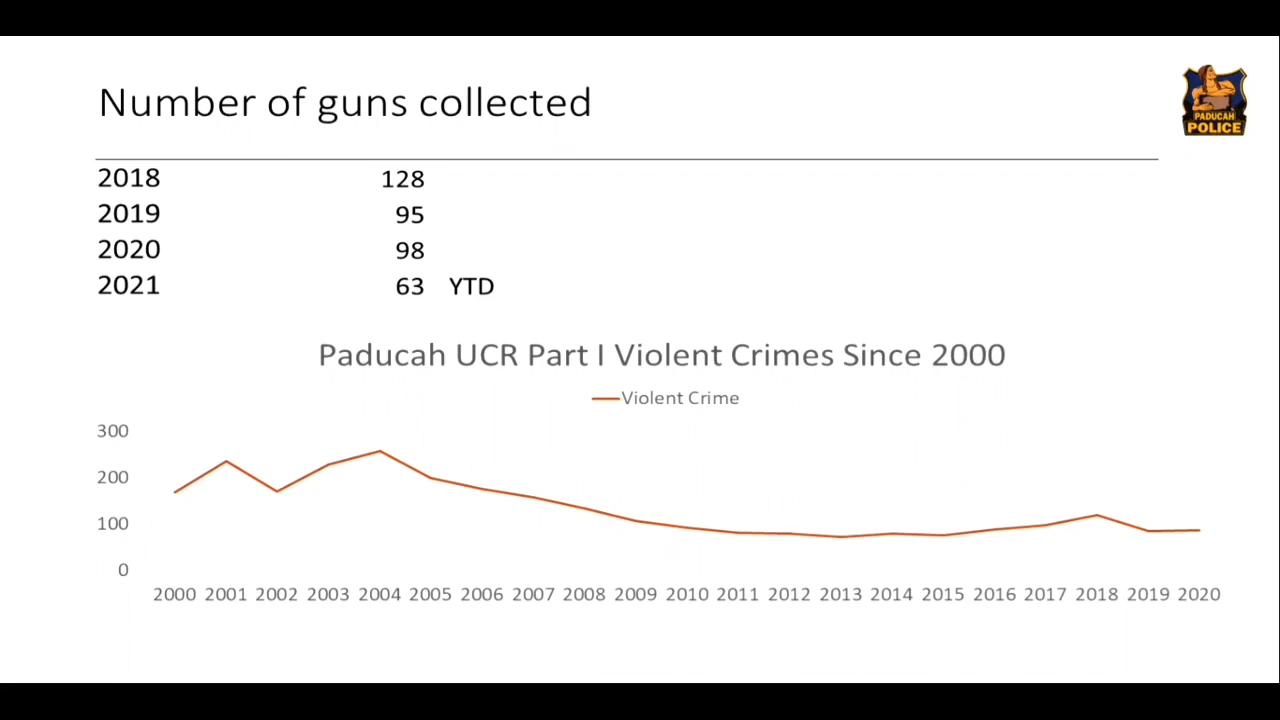 Number of guns collected
PADUCAH
POLICE
2018 128
2019 95
2020 98
2021 63 YTD
Paducah UCR Part I Violent Crimes Since 2000
Violent Crime
300
200
100
0
2000 2001 2002 2003 2004 2005 2006 2007 2008 2009 2010 2011 2012 2013 2014 2015 2016 2017 2018 2019 2020